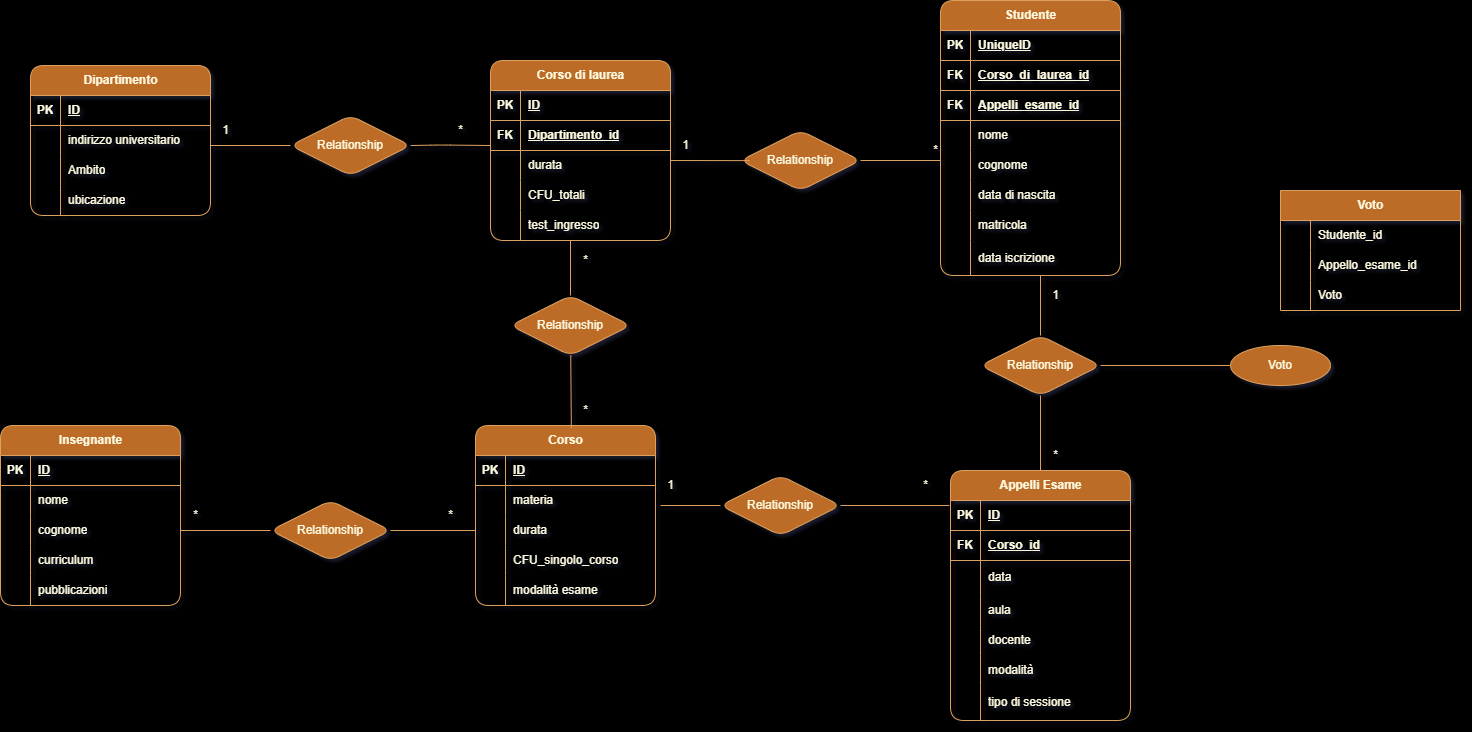 Dipartimento
PK ID
indirizzo universitario
Ambito
ubicazione
1
Relationship
*
Corso di laurea
PK ID
FK Dipartimento_id
durata
CFU_totali
test_ingresso
1
Relationship
*
Studente
PK UniqueID
FK Corso_di_laurea_id
FK Appelli_esame_id
nome
cognome
data di nascita
matricola
data iscrizione
Voto
Studente_id
Appello_esame_id
Voto
*
Relationship
*
1
Relationship
Voto
*
Insegnante
PK ID
nome
cognome
curriculum
pubblicazioni
*
Relationship
*
Corso
PK ID
materia
durata
CFU_singolo_corso
modalità esame
1
Relationship
*
Appelli Esame
PK ID
FK Corso_id
data
aula
docente
modalità
tipo di sessione